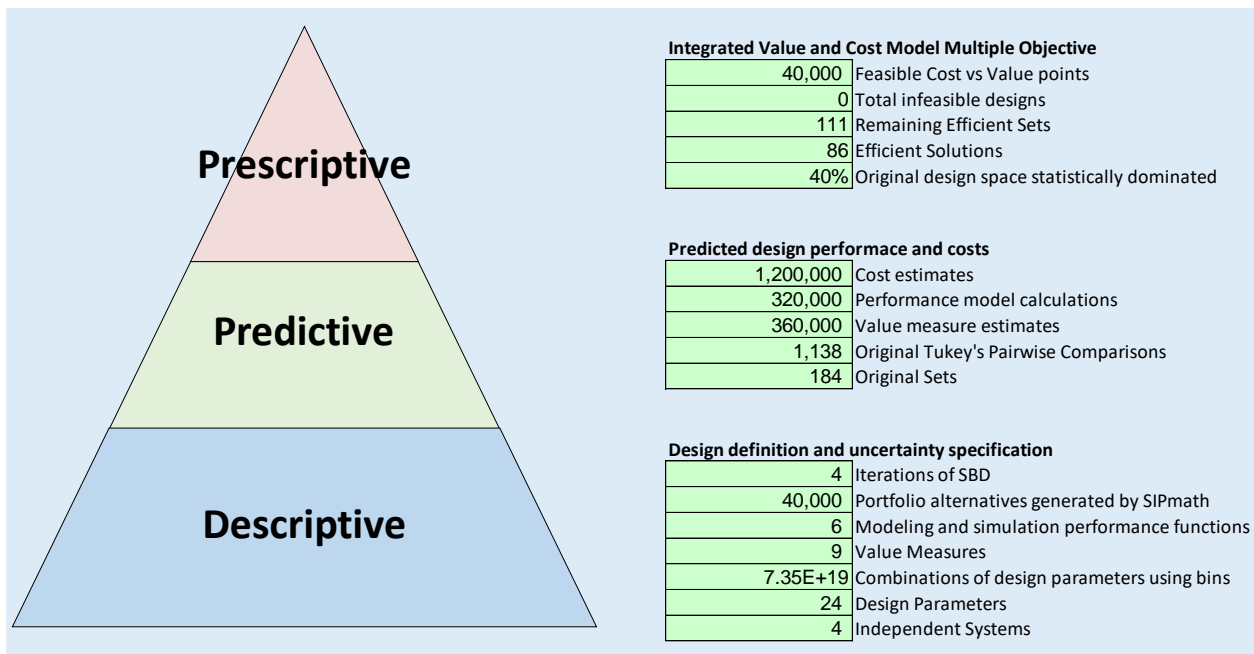 Prescriptive
Integrated Value and Cost Model Multiple Objective
40,000 Feasible Cost vs Value points
0 Total infeasible designs
111 Remaining Efficient Sets
86 Efficient Solutions
40% Original design space statistically dominated
Predictive
Predicted design performace and costs
1,200,000 Cost estimates
320,000 Performance model calculations
360,000 Value measure estimates
1,138 Original Tukey's Pairwise Comparisons
184 Original Sets
Descriptive
Design definition and uncertainty specification
4 Iterations of SBD
40,000 Portfolio alternatives generated by SIPmath
6 Modeling and simulation performance functions
9 Value Measures
7.35E+19 Combinations of design parameters using bins
24 Design Parameters
4 Independent Systems